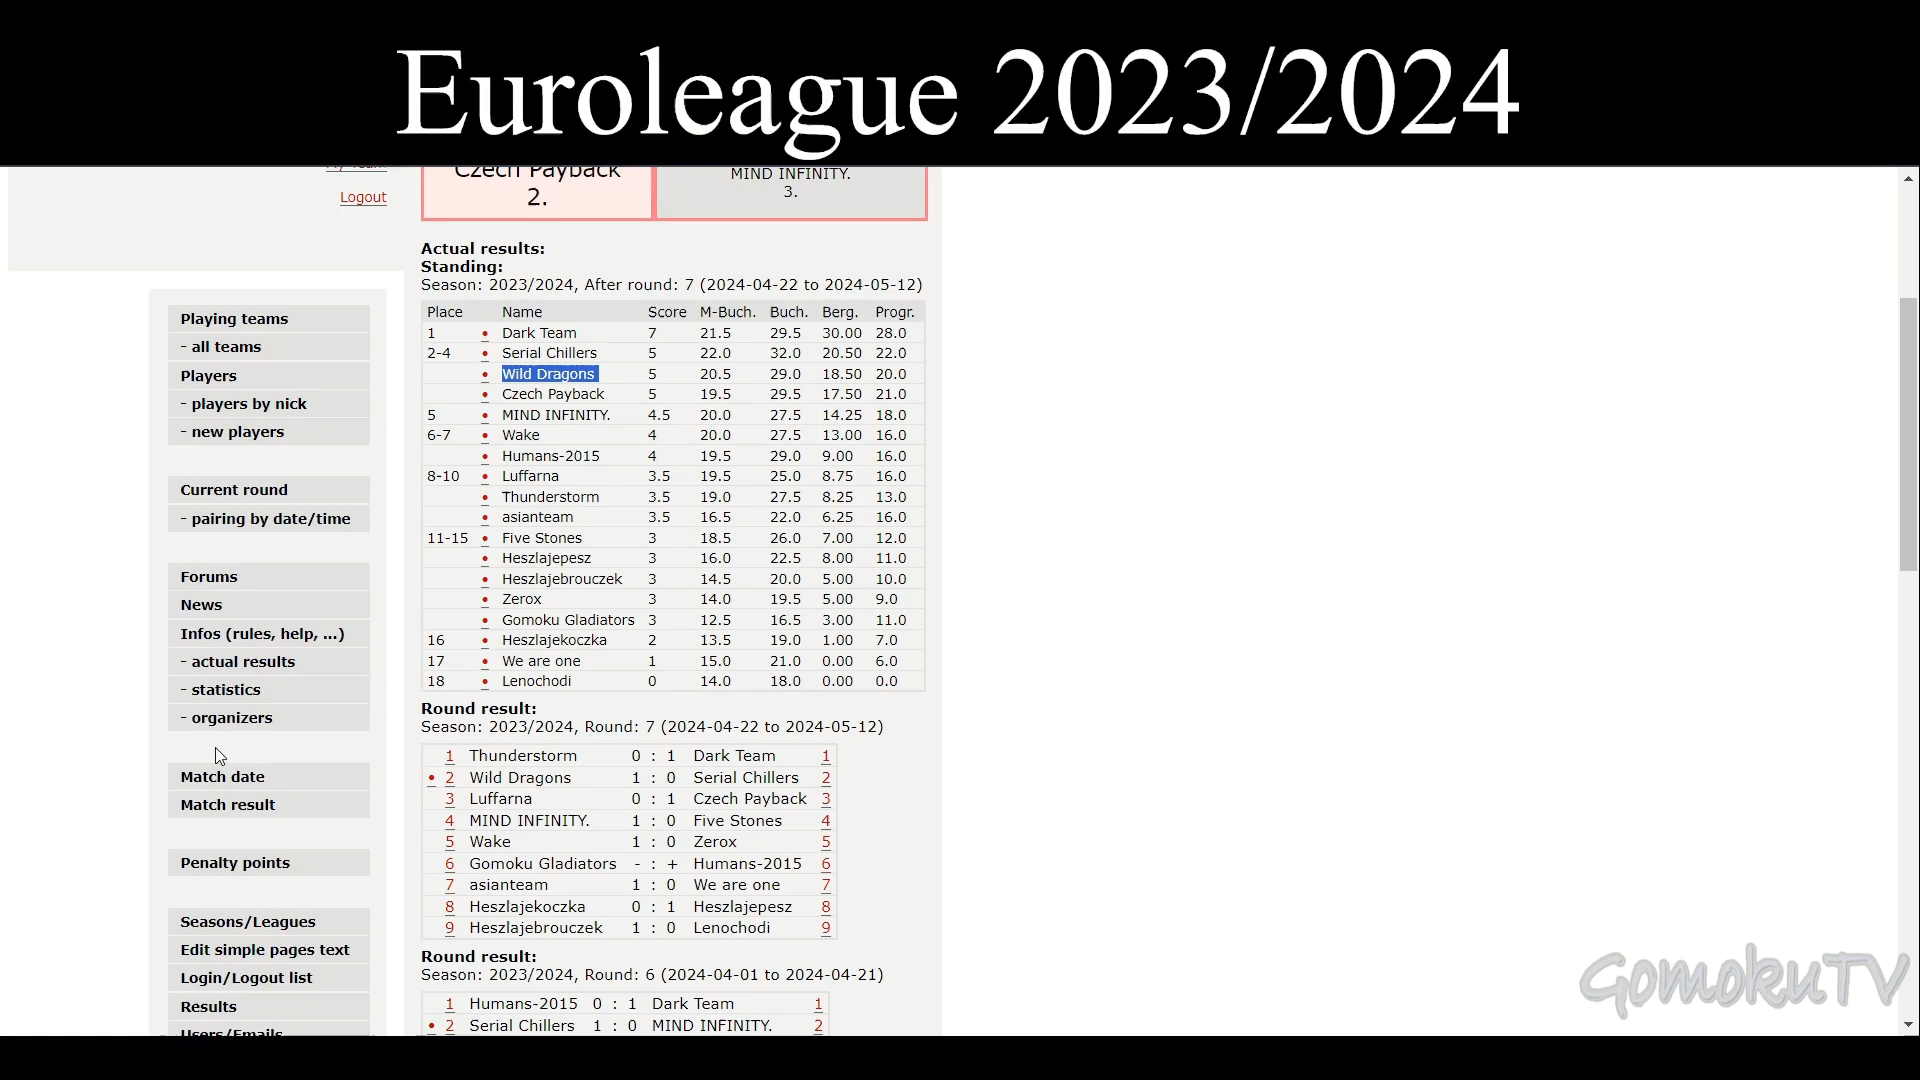 Euroleague 2023/2024
Czech Payback
2.
MIND INFINITY.
3.
Logout
Actual results:
Standing:
Season: 2023/2024, After round: 7 (2024-04-22 to 2024-05-12)
Place Name Score M-Buch. Buch. Berg. Progr.
1 • Dark Team 7 21.5 29.5 30.00 28.0
2-4 • Serial Chillers 5 22.0 32.0 20.50 22.0
• Wild Dragons 5 20.5 29.0 18.50 20.0
• Czech Payback 5 19.5 29.5 17.50 21.0
5 • MIND INFINITY. 4.5 20.0 27.5 14.25 18.0
6-7 • Wake 4 20.0 27.5 13.00 16.0
• Humans-2015 4 19.5 29.0 9.00 16.0
8-10 • Luffarna 3.5 19.5 25.0 8.75 16.0
• Thunderstorm 3.5 19.0 27.5 8.25 13.0
• asianteam 3.5 16.5 22.0 6.25 16.0
11-15 • Five Stones 3 18.5 26.0 7.00 12.0
• Heszlajepesz 3 16.0 22.5 8.00 11.0
• Heszlajebrouczek 3 14.5 20.0 5.00 10.0
• Zerox 3 14.0 19.5 5.00 9.0
• Gomoku Gladiators 3 12.5 16.5 3.00 11.0
16 • Heszlajekoczka 2 13.5 19.0 1.00 7.0
17 • We are one 1 15.0 21.0 0.00 6.0
18 • Lenochodi 0 14.0 18.0 0.00 0.0
Round result:
Season: 2023/2024, Round: 7 (2024-04-22 to 2024-05-12)
1 Thunderstorm 0 : 1 Dark Team 1
• 2 Wild Dragons 1 : 0 Serial Chillers 2
3 Luffarna 0 : 1 Czech Payback 3
4 MIND INFINITY. 1 : 0 Five Stones 4
5 Wake 1 : 0 Zerox 5
6 Gomoku Gladiators - : + Humans-2015 6
7 asianteam 1 : 0 We are one 7
8 Heszlajekoczka 0 : 1 Heszlajepesz 8
9 Heszlajebrouczek 1 : 0 Lenochodi 9
Round result:
Season: 2023/2024, Round: 6 (2024-04-01 to 2024-04-21)
1 Humans-2015 0 : 1 Dark Team 1
• 2 Serial Chillers 1 : 0 MIND INFINITY. 2
Playing teams
- all teams
Players
- players by nick
- new players
Current round
- pairing by date/time
Forums
News
Infos (rules, help, ...)
- actual results
- statistics
- organizers
Match date
Match result
Penalty points
Seasons/Leagues
Edit simple pages text
Login/Logout list
Results
Users/Emails
GomokuTV